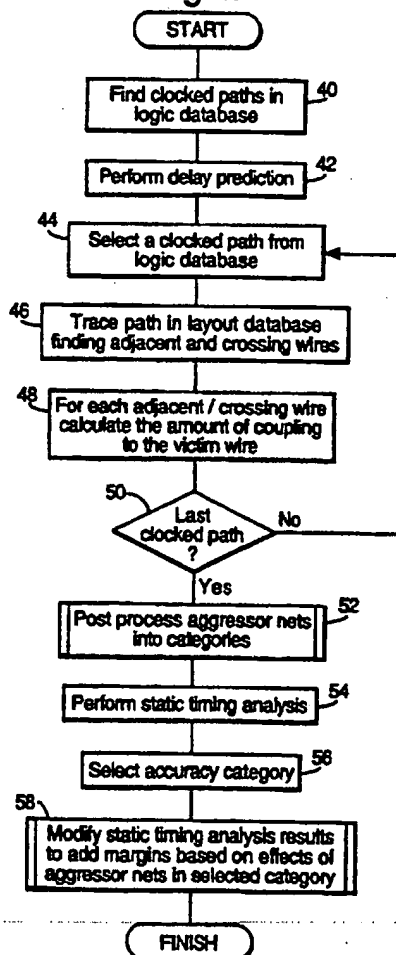 START
Find clocked paths in
logic database
40
Perform delay prediction
42
44
Select a clocked path from
logic database
46
Trace path in layout database
finding adjacent and crossing wires
48
For each adjacent / crossing wire
calculate the amount of coupling
to the victim wire
50
Last
clocked path
?
No
Yes
Post process aggressor nets
into categories
52
Perform static timing analysis
54
Select accuracy category
56
58
Modify static timing analysis results
to add margins based on effects of
aggressor nets in selected category
FINISH